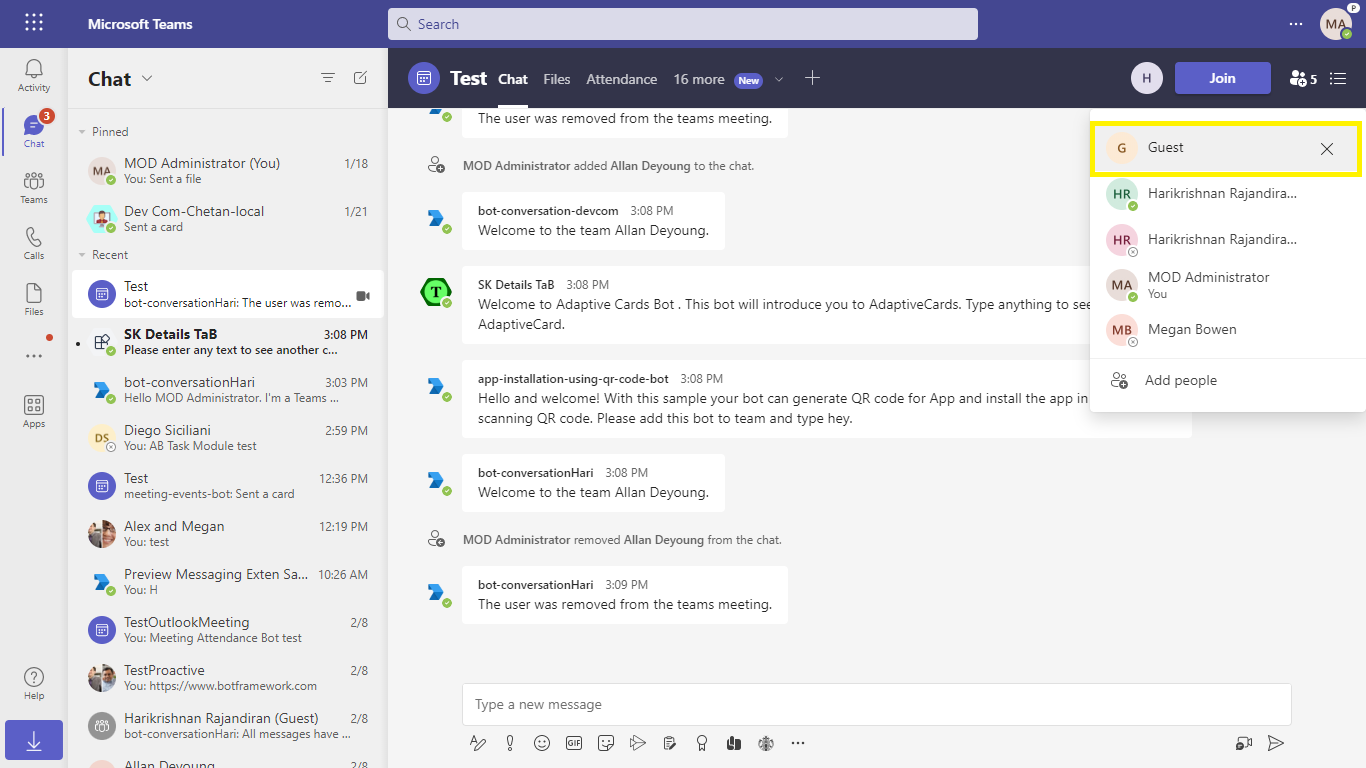 Microsoft Teams
Search
MA
P
Activity
3
Chat
Teams
Calls
Files
Apps
Help
Chat
Pinned
MA
MOD Administrator (You)
1/18
You: Sent a file
Dev Com-Chetan-local
1/21
Sent a card
Recent
Test
bot-conversationHari: The user was remo...
SK Details TaB
3:08 PM
Please enter any text to see another c...
bot-conversationHari
3:03 PM
Hello MOD Administrator. I'm a Teams ...
DS
Diego Siciliani
2:59 PM
You: AB Task Module test
Test
12:36 PM
meeting-events-bot: Sent a card
Alex and Megan
12:19 PM
You: test
Preview Messaging Exten Sa...
10:26 AM
You: H
TestOutlookMeeting
2/8
You: Meeting Attendance Bot test
TestProactive
2/8
You: https://www.botframework.com
Harikrishnan Rajandiran (Guest)
2/8
bot-conversationHari: All messages have ...
Allan Deyoung
2/8
Test
Chat
Files
Attendance
16 more
New
H
Join
5
The user was removed from the teams meeting.
MOD Administrator added Allan Deyoung to the chat.
bot-conversation-devcom 3:08 PM
Welcome to the team Allan Deyoung.
T
SK Details TaB 3:08 PM
Welcome to Adaptive Cards Bot . This bot will introduce you to AdaptiveCards. Type anything to see
AdaptiveCard.
app-installation-using-qr-code-bot 3:08 PM
Hello and welcome! With this sample your bot can generate QR code for App and install the app in
scanning QR code. Please add this bot to team and type hey.
bot-conversationHari 3:08 PM
Welcome to the team Allan Deyoung.
MOD Administrator removed Allan Deyoung from the chat.
bot-conversationHari 3:09 PM
The user was removed from the teams meeting.
Type a new message
GIF
G
Guest
HR
Harikrishnan Rajandira...
HR
Harikrishnan Rajandira...
MA
MOD Administrator
You
MB
Megan Bowen
Add people